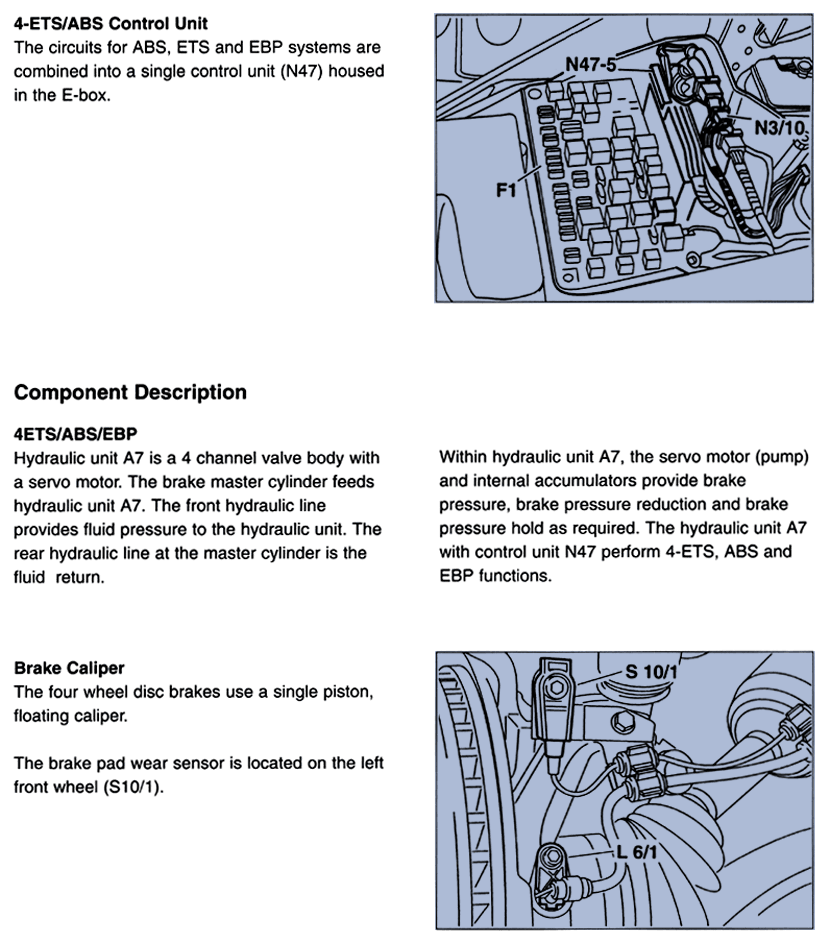 4-ETS/ABS Control Unit
The circuits for ABS, ETS and EBP systems are
combined into a single control unit (N47) housed
in the E-box.
N47-5
N3/10
F1
Component Description
4ETS/ABS/EBP
Hydraulic unit A7 is a 4 channel valve body with
a servo motor. The brake master cylinder feeds
hydraulic unit A7. The front hydraulic line
provides fluid pressure to the hydraulic unit. The
rear hydraulic line at the master cylinder is the
fluid return.
Within hydraulic unit A7, the servo motor (pump)
and internal accumulators provide brake
pressure, brake pressure reduction and brake
pressure hold as required. The hydraulic unit A7
with control unit N47 perform 4-ETS, ABS and
EBP functions.
Brake Caliper
The four wheel disc brakes use a single piston,
floating caliper.
The brake pad wear sensor is located on the left
front wheel (S10/1).
S 10/1
L 6/1